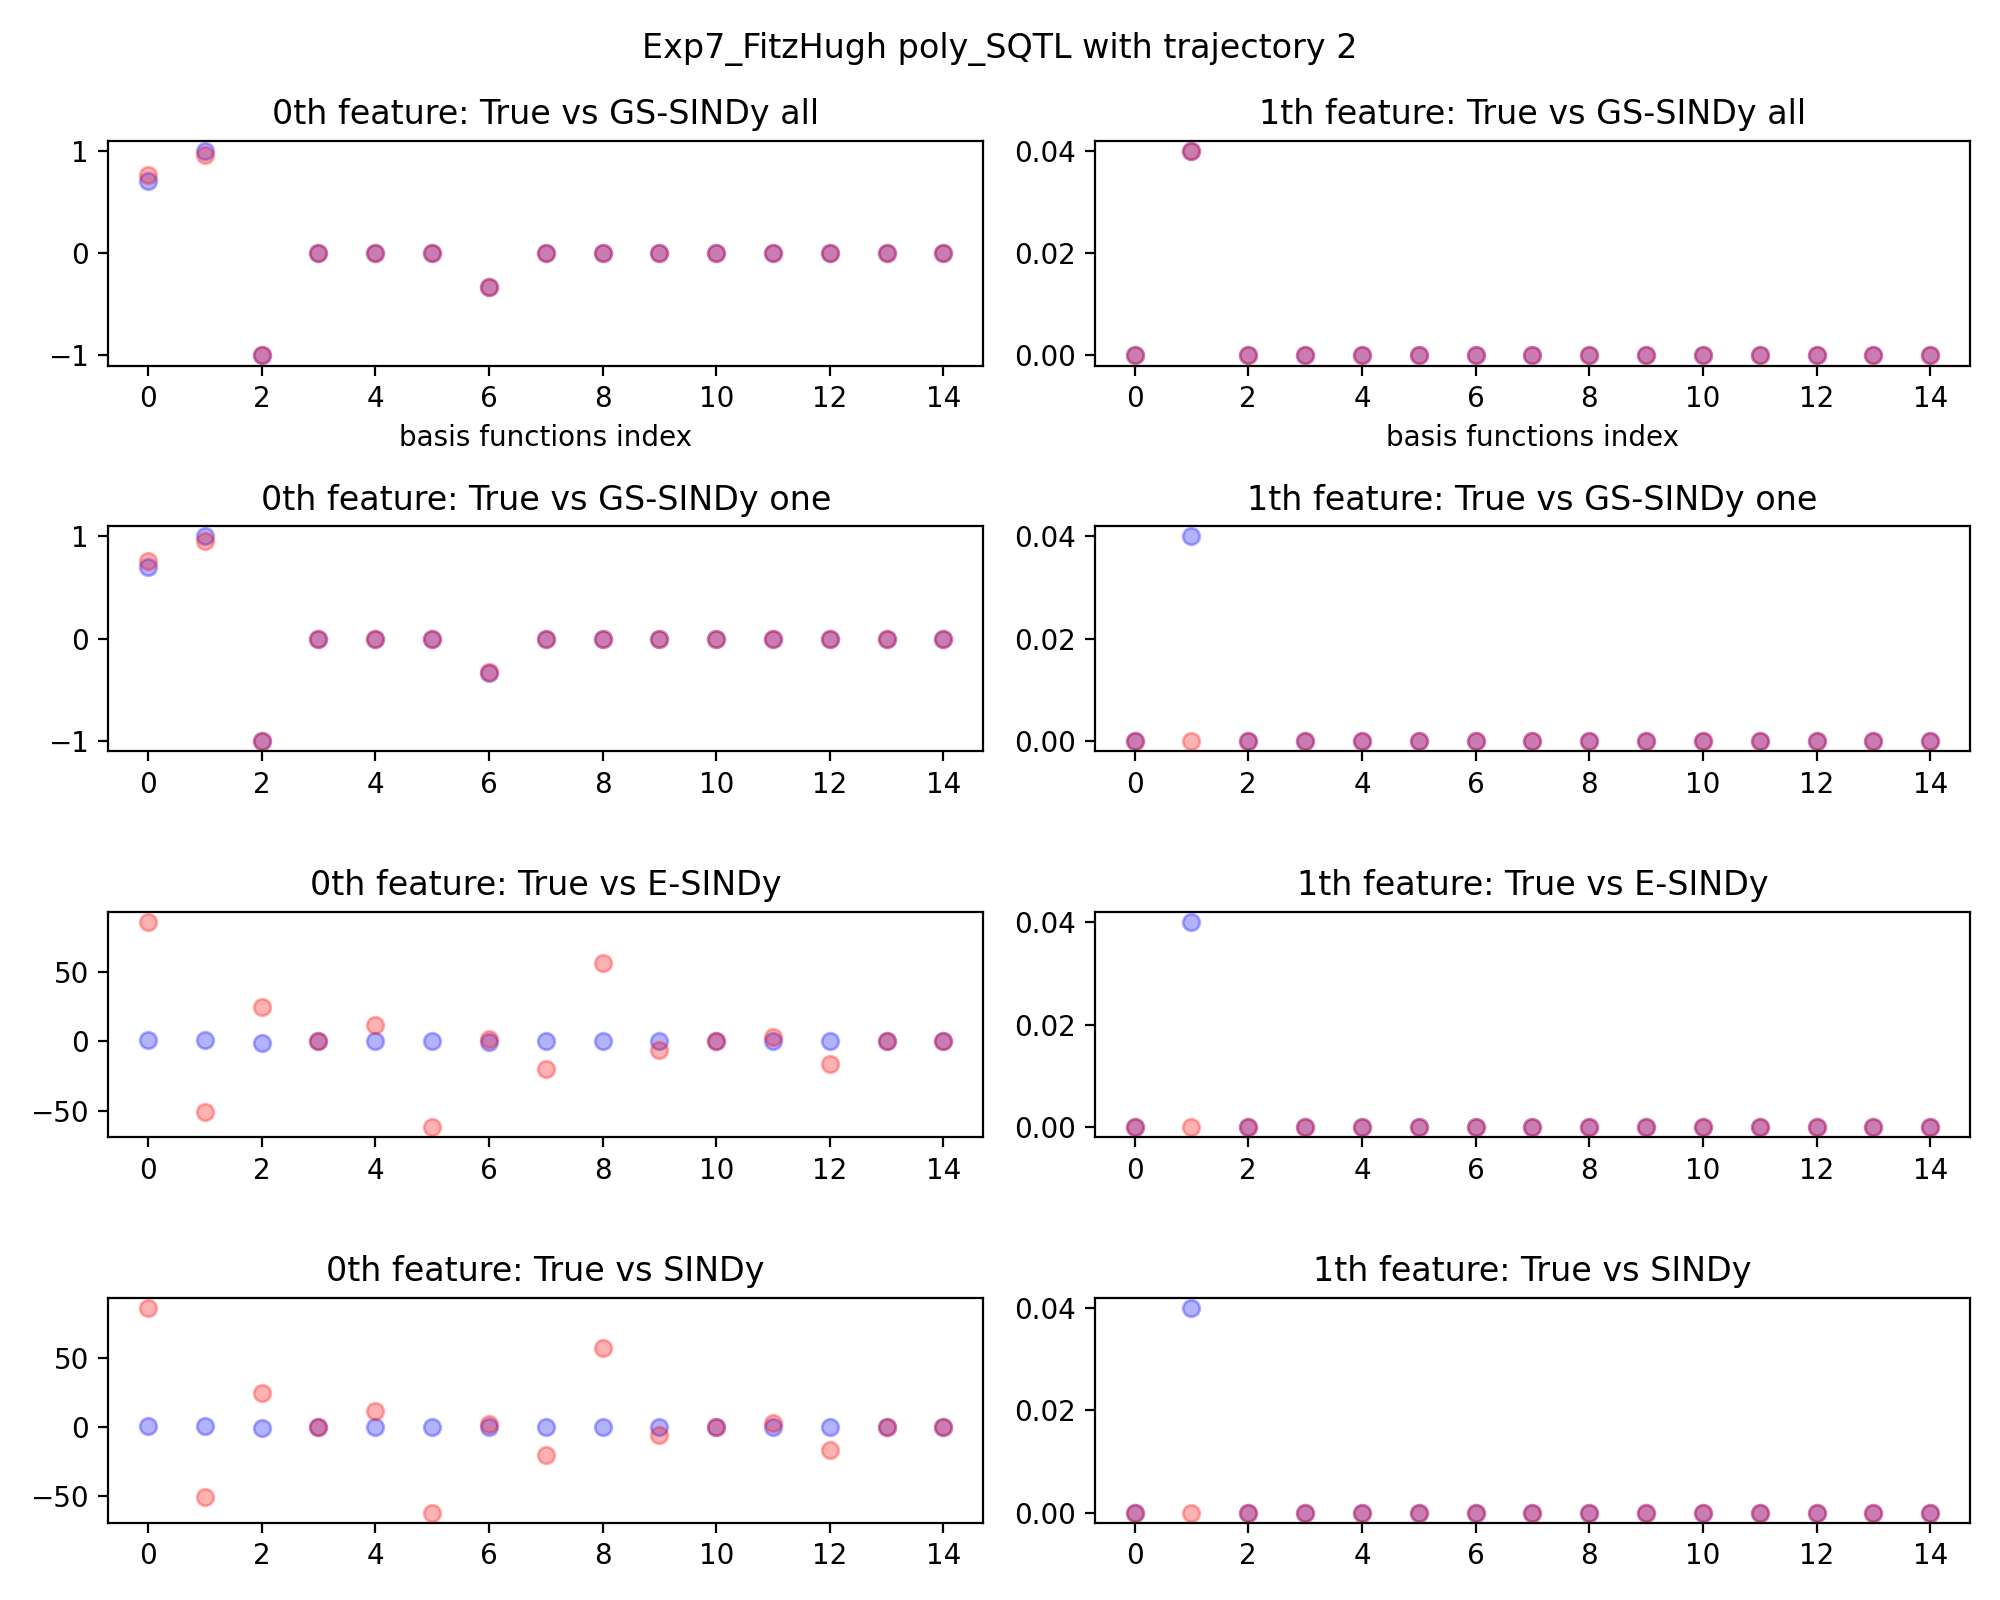 Exp7_FitzHugh poly_SQTL with trajectory 2
0th feature: True vs GS-SINDy all
1
0
−1
0 2 4 6 8 10 12 14
basis functions index
1th feature: True vs GS-SINDy all
0.04
0.02
0.00
0 2 4 6 8 10 12 14
basis functions index
0th feature: True vs GS-SINDy one
1
0
−1
0 2 4 6 8 10 12 14
1th feature: True vs GS-SINDy one
0.04
0.02
0.00
0 2 4 6 8 10 12 14
0th feature: True vs E-SINDy
50
0
−50
0 2 4 6 8 10 12 14
1th feature: True vs E-SINDy
0.04
0.02
0.00
0 2 4 6 8 10 12 14
0th feature: True vs SINDy
50
0
−50
0 2 4 6 8 10 12 14
1th feature: True vs SINDy
0.04
0.02
0.00
0 2 4 6 8 10 12 14